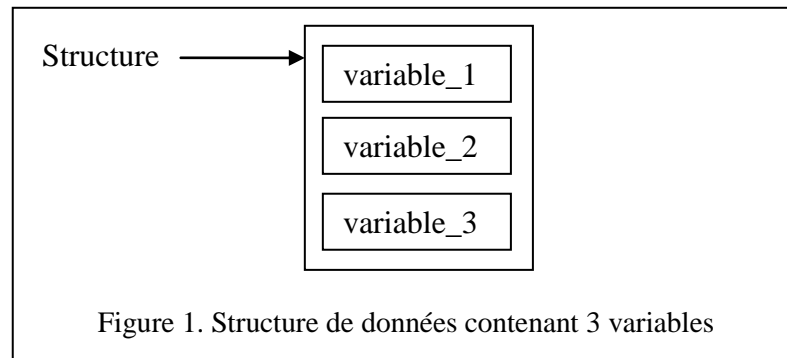 Structure
variable_1
variable_2
variable_3
Figure 1. Structure de données contenant 3 variables